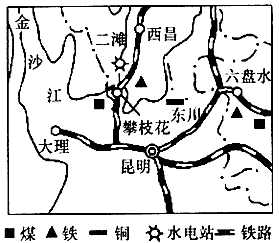 金
沙
江
二滩
西昌
六盘水
东川
攀枝花
大理
昆明
煤 铁 铜 水电站 铁路